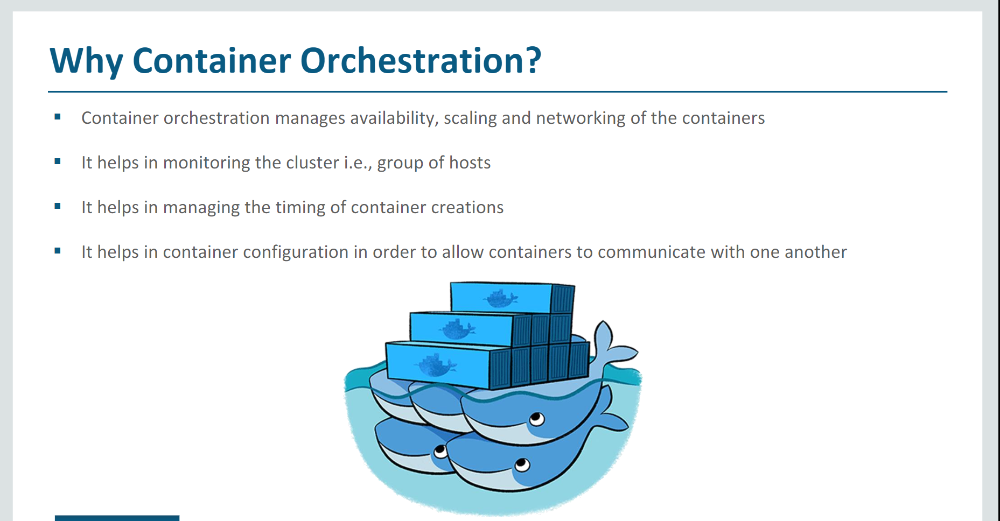 Why Container Orchestration?
Container orchestration manages availability, scaling and networking of the containers
It helps in monitoring the cluster i.e., group of hosts
It helps in managing the timing of container creations
It helps in container configuration in order to allow containers to communicate with one another